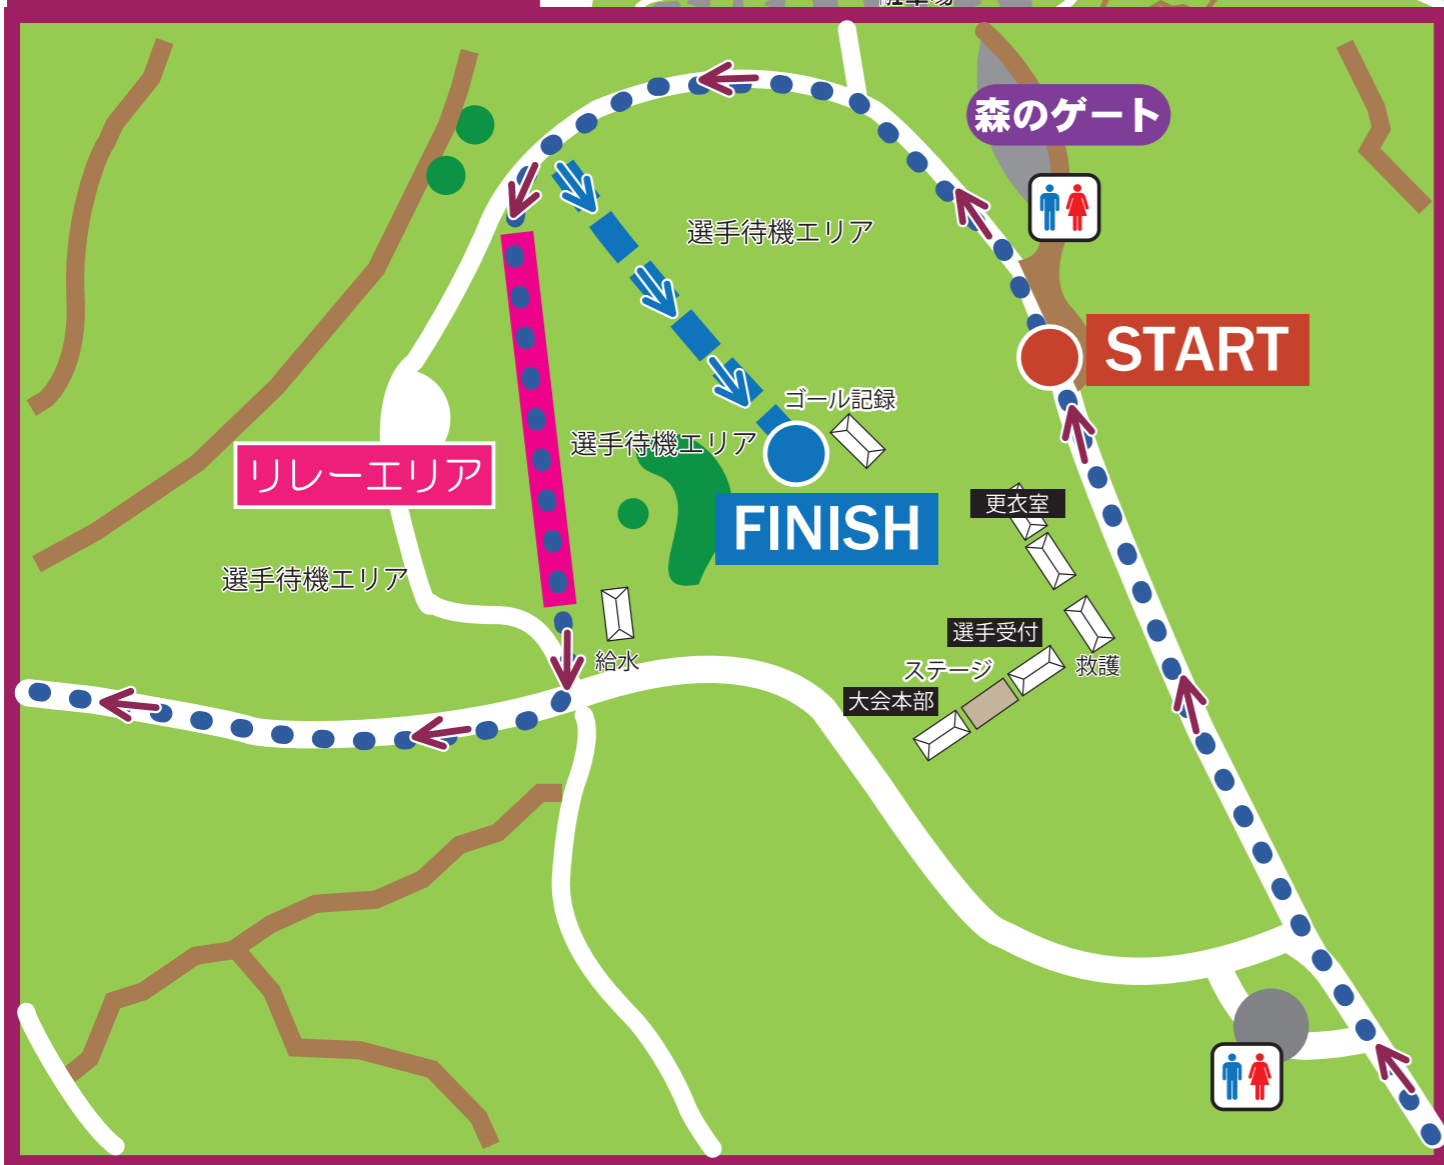 森のゲート
選手待機エリア
START
ゴール記録
選手待機エリア
リレーエリア
FINISH
更衣室
選手待機エリア
選手受付
給水
ステージ
救護
大会本部